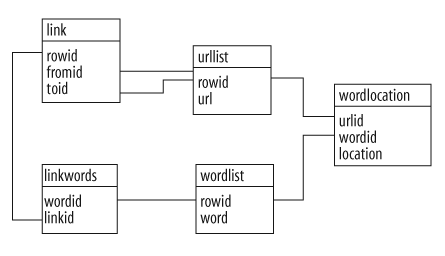 link
rowid
fromid
toid
urllist
rowid
url
wordlocation
urlid
wordid
location
linkwords
wordid
linkid
wordlist
rowid
word